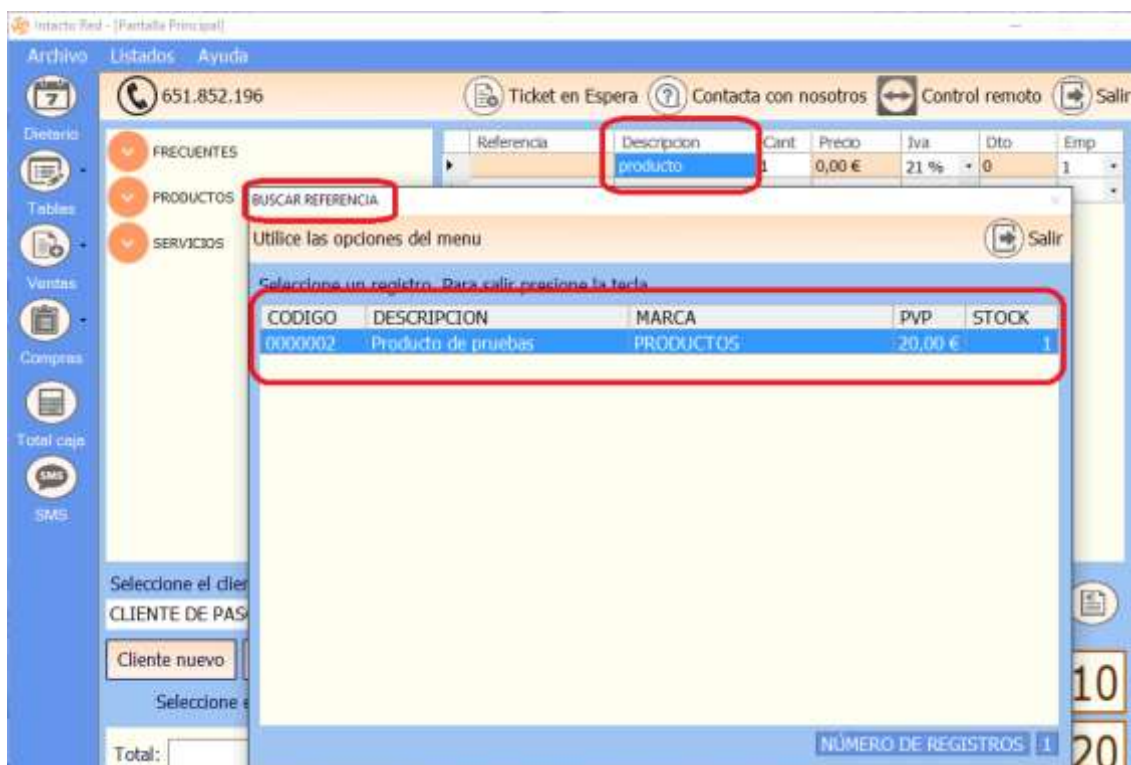 Intacto Red - [Pantalla Principal]
Archivo Listados Ayuda
7 651.852.196 Ticket en Espera ? Contacta con nosotros Control remoto Salir
Dietario
Tablas
Ventas
Compras
Total caja
SMS
SMS
FRECUENTES
PRODUCTOS
SERVICIOS
Referencia Descripcion Cant Precio Iva Dto Emp
producto 1 0,00 € 21 % 0 1
BUSCAR REFERENCIA
Utilice las opciones del menu Salir
Seleccione un registro. Para salir presione la tecla
CODIGO DESCRIPCION MARCA PVP STOCK
0000002 Producto de pruebas PRODUCTOS 20,00 € 1
NÚMERO DE REGISTROS 1
Seleccione el clien
CLIENTE DE PAS
Cliente nuevo
Seleccione e
Total:
10
20